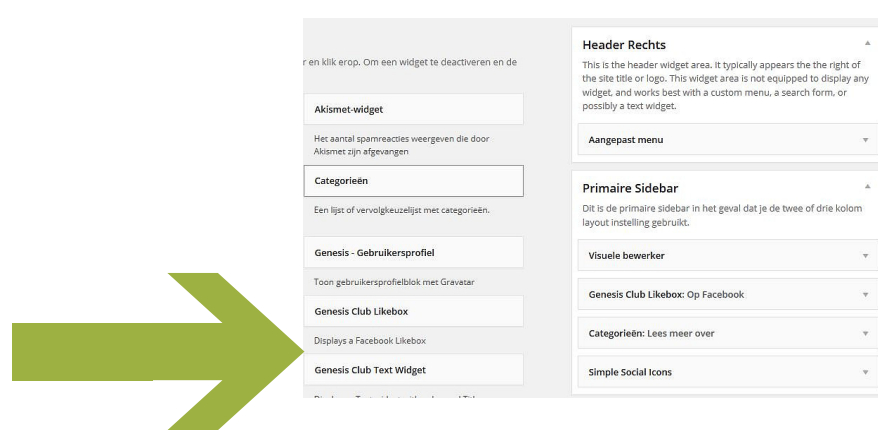 r en klik erop. Om een widget te deactiveren en de
Akismet-widget
Het aantal spamreacties weergeven die door
Akismet zijn afgevangen
Categorieën
Een lijst of vervolgkeuzelijst met categorieën.
Genesis - Gebruikersprofiel
Toon gebruikersprofielblok met Gravatar
Genesis Club Likebox
Displays a Facebook Likebox
Genesis Club Text Widget
Header Rechts
This is the header widget area. It typically appears the the right of
the site title or logo. This widget area is not equipped to display any
widget, and works best with a custom menu, a search form, or
possibly a text widget.
Aangepast menu
Primaire Sidebar
Dit is de primaire sidebar in het geval dat je de twee of drie kolom
layout instelling gebruikt.
Visuele bewerker
Genesis Club Likebox: Op Facebook
Categorieën: Lees meer over
Simple Social Icons